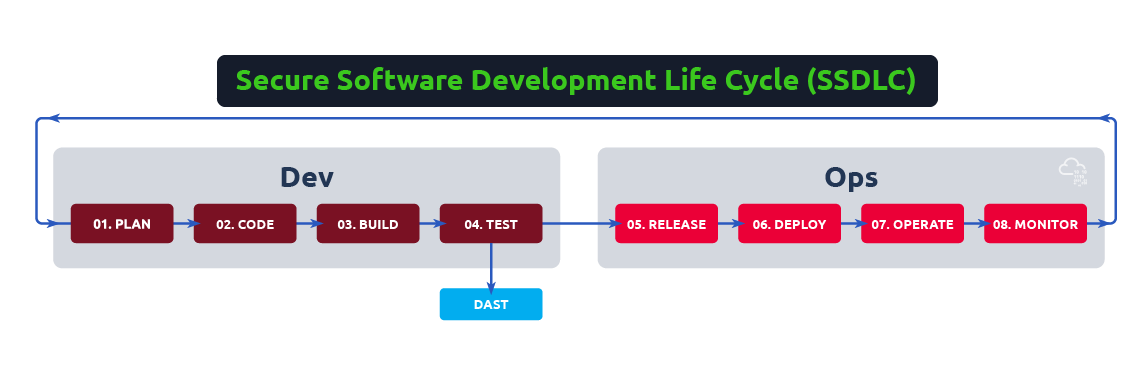 Secure Software Development Life Cycle (SSDLC)
Dev
Ops
01. PLAN
02. CODE
03. BUILD
04. TEST
05. RELEASE
06. DEPLOY
07. OPERATE
08. MONITOR
DAST